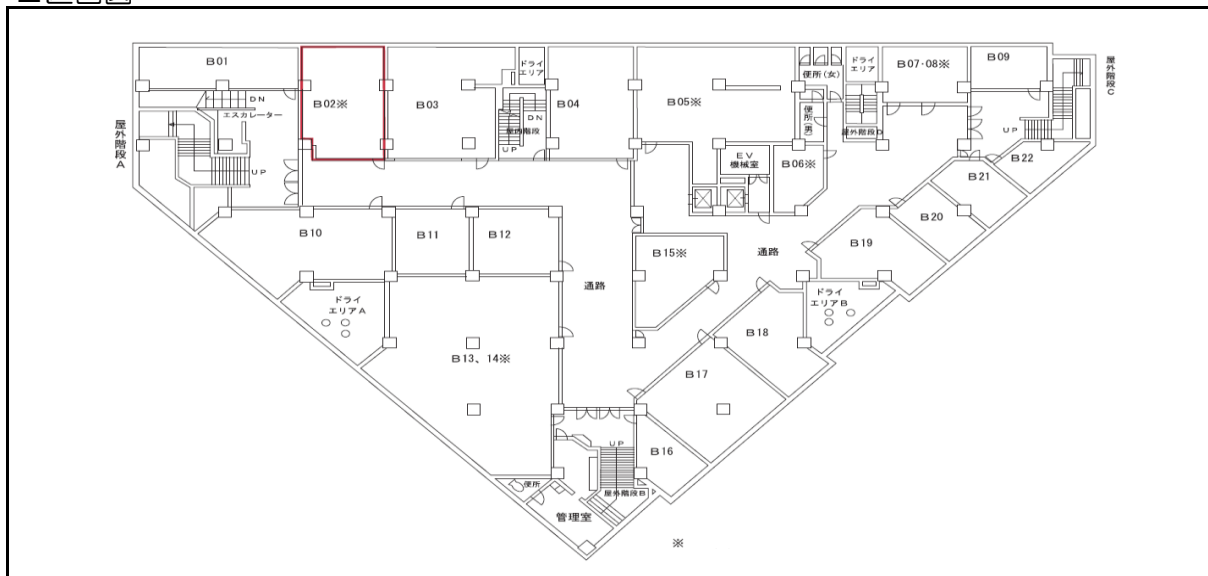 B01
B02※
B03
ドライ
エリア
B04
B05※
便所(女)
ドライ
エリア
B07・08※
B09
屋外階段C
DN
エスカレーター
屋外階段A
UP
DN
屋内階段
UP
便所(男)
屋外階段D
UP
EV
機械室
B06※
B22
B21
B20
B10
B11
B12
B19
B15※
通路
通路
ドライ
エリアA
ドライ
エリアB
B18
B13、14※
B17
UP
B16
便所
屋外階段B
管理室
※